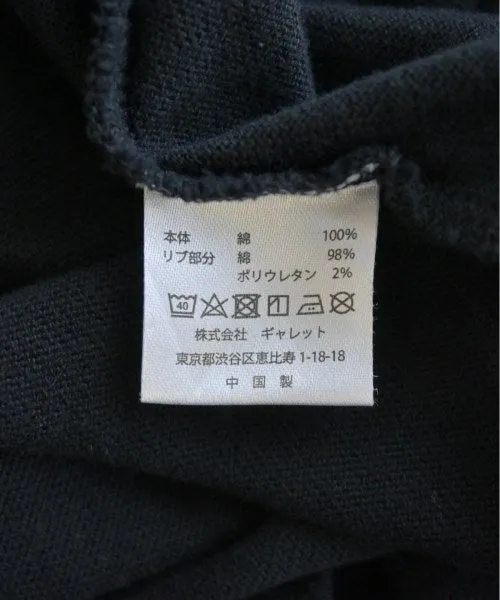 本体 綿 100%
リブ部分 綿 98%
ポリウレタン 2%
40
株式会社 ギャレット
東京都渋谷区恵比寿 1-18-18
中国製